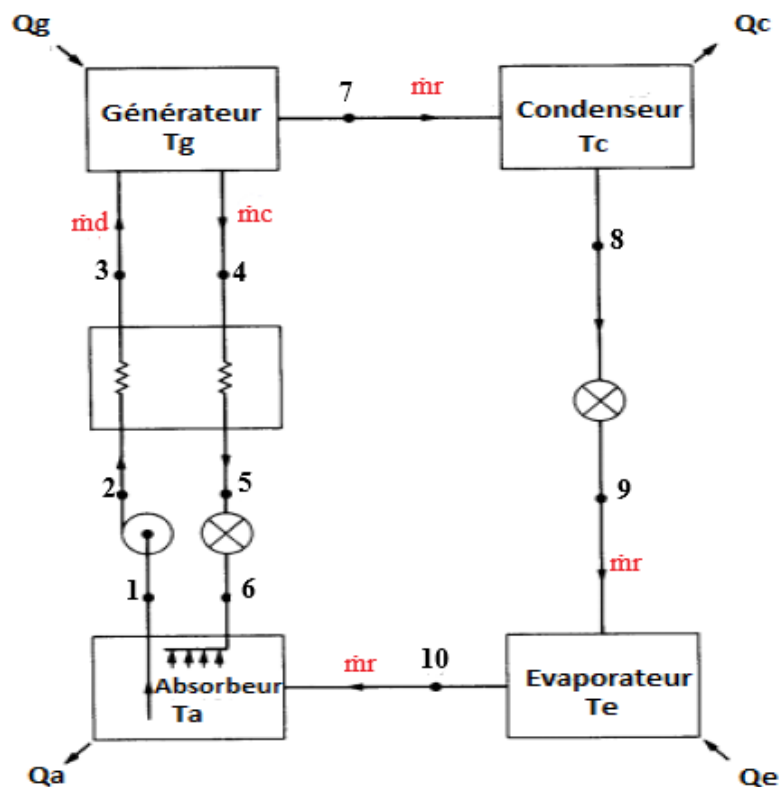 Qg
Qc
Générateur
Tg
7
ṁr
Condenseur
Tc
ṁd
ṁc
8
3
4
2
5
9
1
6
ṁr
Absorbeur
Ta
ṁr
10
Evaporateur
Te
Qa
Qe